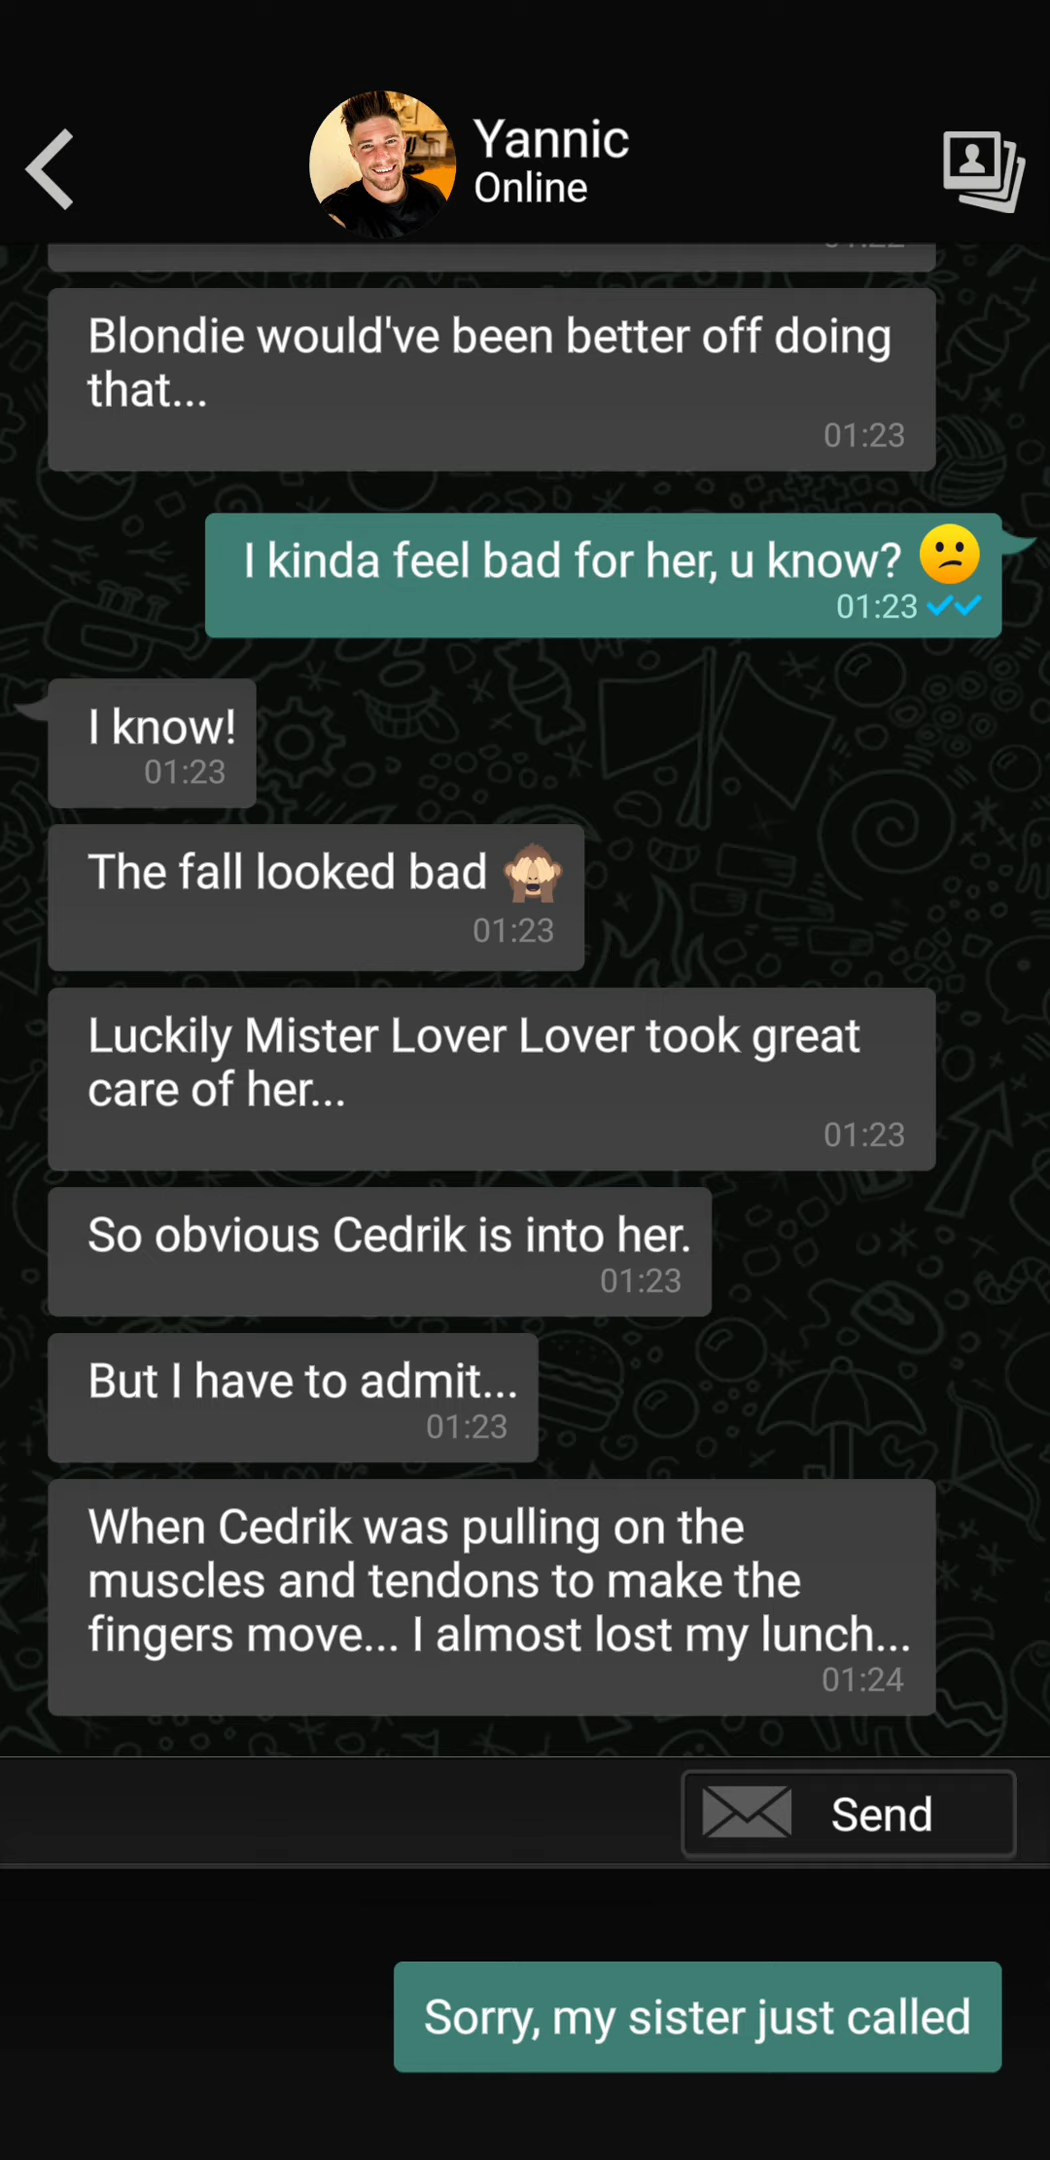 Yannic
Online
Blondie would've been better off doing
that...
01:23
I kinda feel bad for her, u know? 😕
01:23
I know!
01:23
The fall looked bad 🙈
01:23
Luckily Mister Lover Lover took great
care of her...
01:23
So obvious Cedrik is into her.
01:23
But I have to admit...
01:23
When Cedrik was pulling on the
muscles and tendons to make the
fingers move... I almost lost my lunch...
01:24
Send
Sorry, my sister just called